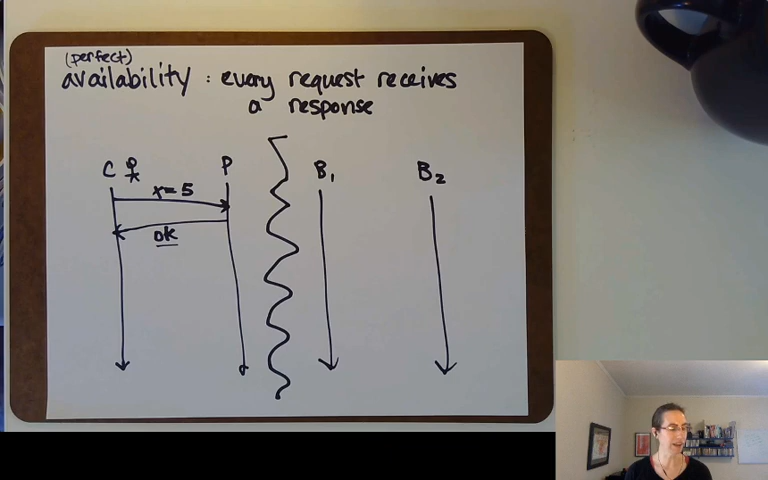 (perfect)
availability : every request receives
a response
C P B1 B2
x=5
ok